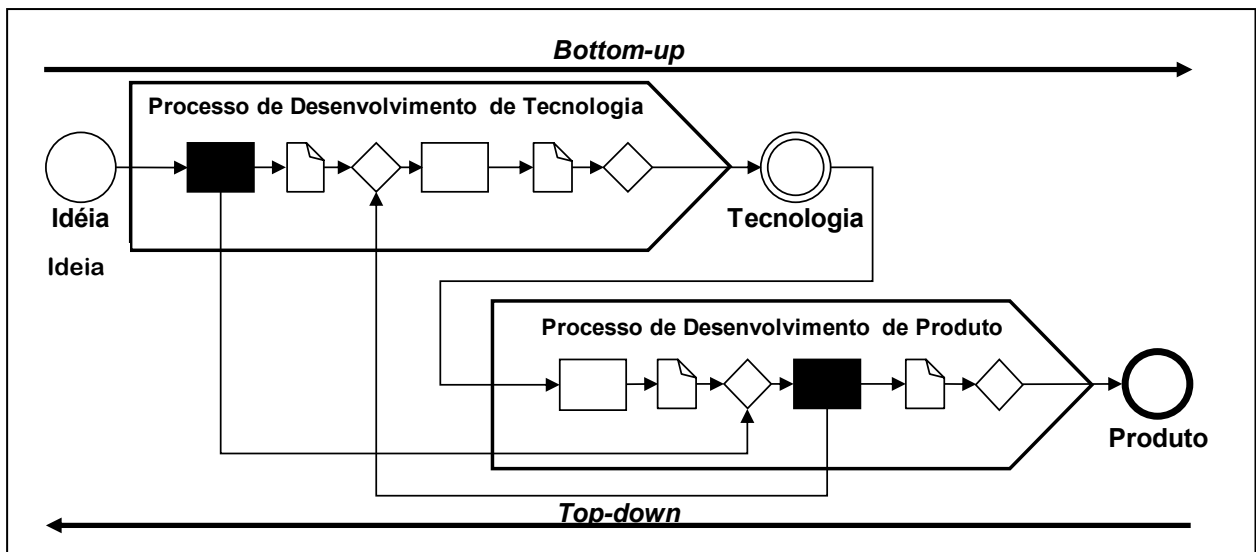 Bottom-up
Processo de Desenvolvimento de Tecnologia
Idéia
Tecnologia
Ideia
Processo de Desenvolvimento de Produto
Produto
Top-down